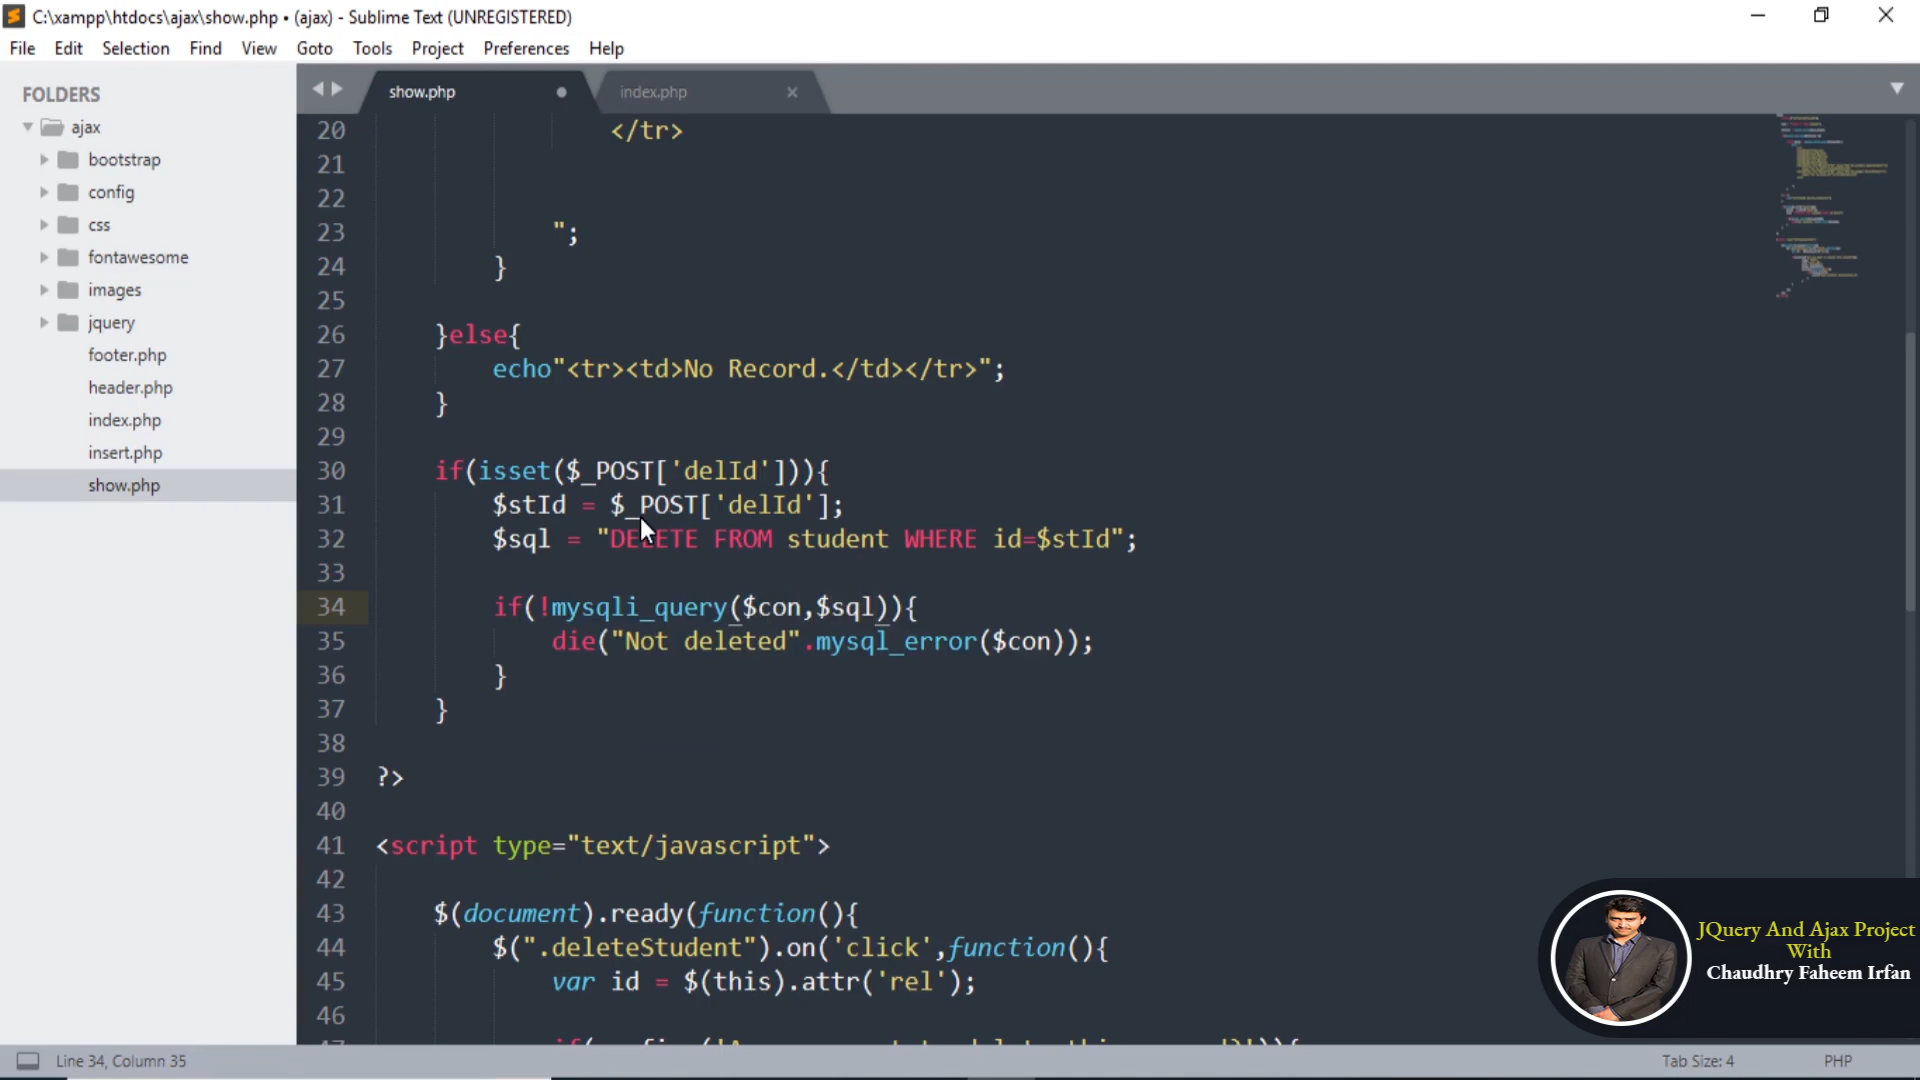 C:\xampp\htdocs\ajax\show.php • (ajax) - Sublime Text (UNREGISTERED)
File Edit Selection Find View Goto Tools Project Preferences Help
FOLDERS
ajax
bootstrap
config
css
fontawesome
images
jquery
footer.php
header.php
index.php
insert.php
show.php
show.php index.php
20 </tr>
21
22
23 ";
24 }
25
26 }else{
27 echo"<tr><td>No Record.</td></tr>";
28 }
29
30 if(isset($_POST['delId'])){
31 $stId = $_POST['delId'];
32 $sql = "DELETE FROM student WHERE id=$stId";
33
34 if(!mysqli_query($con,$sql)){
35 die("Not deleted".mysql_error($con));
36 }
37 }
38
39 ?>
40
41 <script type="text/javascript">
42
43 $(document).ready(function(){
44 $(".deleteStudent").on('click',function(){
45 var id = $(this).attr('rel');
46
JQuery And Ajax Project
With
Chaudhry Faheem Irfan
Line 34, Column 35 Tab Size: 4 PHP